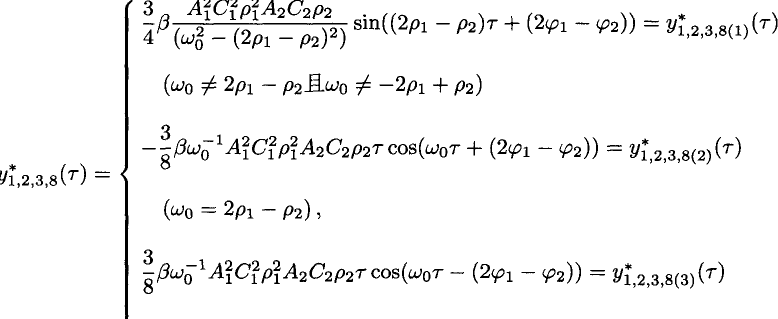 $\frac{3}{4}\beta\frac{A_1^2C_1^2\rho_1^2A_2C_2\rho_2}{(\omega_0^2-(2\rho_1-\rho_2)^2)}\sin((2\rho_1-\rho_2)\tau+(2\varphi_1-\varphi_2))=y^*_{1,2,3,8(1)}(\tau)$
$(\omega_0\neq 2\rho_1-\rho_2且\omega_0\neq -2\rho_1+\rho_2)$
$-\frac{3}{8}\beta\omega_0^{-1}A_1^2C_1^2\rho_1^2A_2C_2\rho_2\tau\cos(\omega_0\tau+(2\varphi_1-\varphi_2))=y^*_{1,2,3,8(2)}(\tau)$
$y^*_{1,2,3,8}(\tau)=\{$
$(\omega_0=2\rho_1-\rho_2),$
$\frac{3}{8}\beta\omega_0^{-1}A_1^2C_1^2\rho_1^2A_2C_2\rho_2\tau\cos(\omega_0\tau-(2\varphi_1-\varphi_2))=y^*_{1,2,3,8(3)}(\tau)$